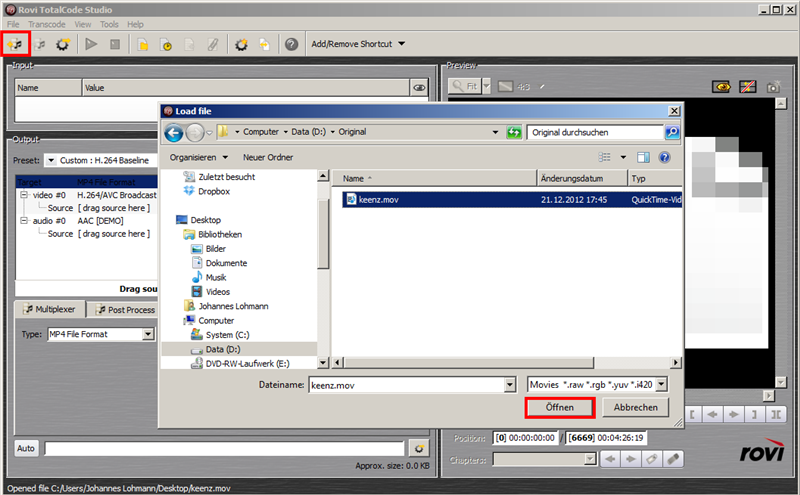 Rovi TotalCode Studio
File Transcode View Tools Help
Add/Remove Shortcut
Input
Name Value
Preview
Fit 4:3
Load file
Computer Data (D:) Original
Original durchsuchen
Organisieren Neuer Ordner
Zuletzt besucht
Dropbox
Desktop
Bibliotheken
Bilder
Dokumente
Musik
Videos
Johannes Lohmann
Computer
System (C:)
Data (D:)
DVD-RW-Laufwerk (E:)
Name Änderungsdatum Typ
keenz.mov 21.12.2012 17:45 QuickTime-Vid
Dateiname: keenz.mov
Movies *.raw *.rgb *.yuv *.i420
Öffnen Abbrechen
Output
Preset: Custom : H.264 Baseline
Target MP4 File Format
video #0 H.264/AVC Broadcast
Source [ drag source here ]
audio #0 AAC [DEMO]
Source [ drag source here ]
Drag sour
Multiplexer Post Process
Type: MP4 File Format
Auto
Approx. size: 0.0 KB
Position: [0] 00:00:00:00 / [6669] 00:04:26:19
Chapters:
rovi
Opened file C:/Users/Johannes Lohmann/Desktop/keenz.mov